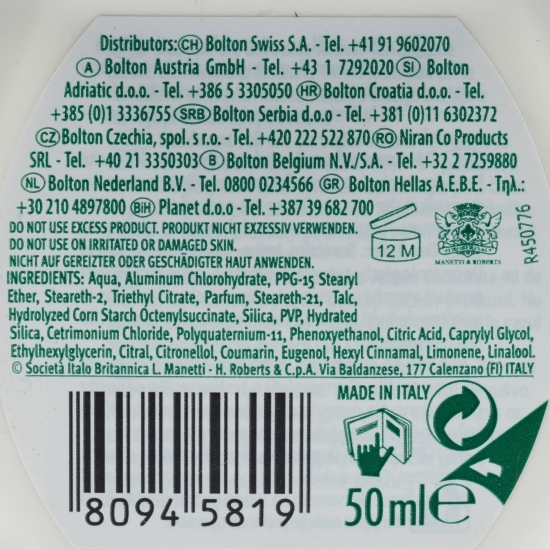 Distributors: CH Bolton Swiss S.A. - Tel. +41 91 9602070
A Bolton Austria GmbH - Tel. +43 1 7292020 SI Bolton
Adriatic d.o.o. - Tel. +386 5 3305050 HR Bolton Croatia d.o.o. - Tel.
+385 (0)1 3336755 SRB Bolton Serbia d.o.o - Tel. +381 (0)11 6302372
CZ Bolton Czechia, spol. s r.o. - Tel. +420 222 522 870 RO Niran Co Products
SRL - Tel. +40 21 3350303 B Bolton Belgium N.V./S.A. - Tel. +32 2 7259880
NL Bolton Nederland B.V. - Tel. 0800 0234566 GR Bolton Hellas A.E.B.E. - Τηλ.:
+30 210 4897800 BiH Planet d.o.o - Tel. +387 39 682 700
DO NOT USE EXCESS PRODUCT. PRODUKT NICHT EXZESSIV VERWENDEN.
DO NOT USE ON IRRITATED OR DAMAGED SKIN.
NICHT AUF GEREIZTER ODER GESCHÄDIGTER HAUT ANWENDEN.
12 M
MANETTI & ROBERTS
R450776
INGREDIENTS: Aqua, Aluminum Chlorohydrate, PPG-15 Stearyl
Ether, Steareth-2, Triethyl Citrate, Parfum, Steareth-21, Talc,
Hydrolyzed Corn Starch Octenylsuccinate, Silica, PVP, Hydrated
Silica, Cetrimonium Chloride, Polyquaternium-11, Phenoxyethanol, Citric Acid, Caprylyl Glycol,
Ethylhexylglycerin, Citral, Citronellol, Coumarin, Eugenol, Hexyl Cinnamal, Limonene, Linalool.
© Società Italo Britannica L. Manetti - H. Roberts & C.p.A. Via Baldanzese, 177 Calenzano (FI) ITALY
MADE IN ITALY
8094 5819
50 ml e